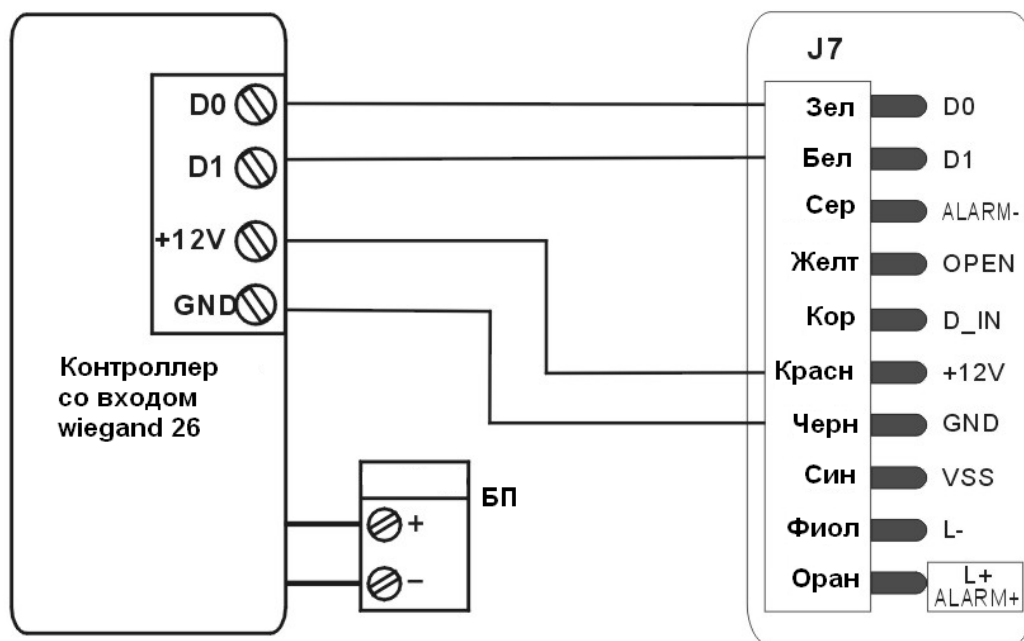 D0
D1
+12V
GND
Контроллер
со входом
wiegand 26
БП
+
−
J7
Зел D0
Бел D1
Сер ALARM-
Желт OPEN
Кор D_IN
Красн +12V
Черн GND
Син VSS
Фиол L-
Оран L+
ALARM+